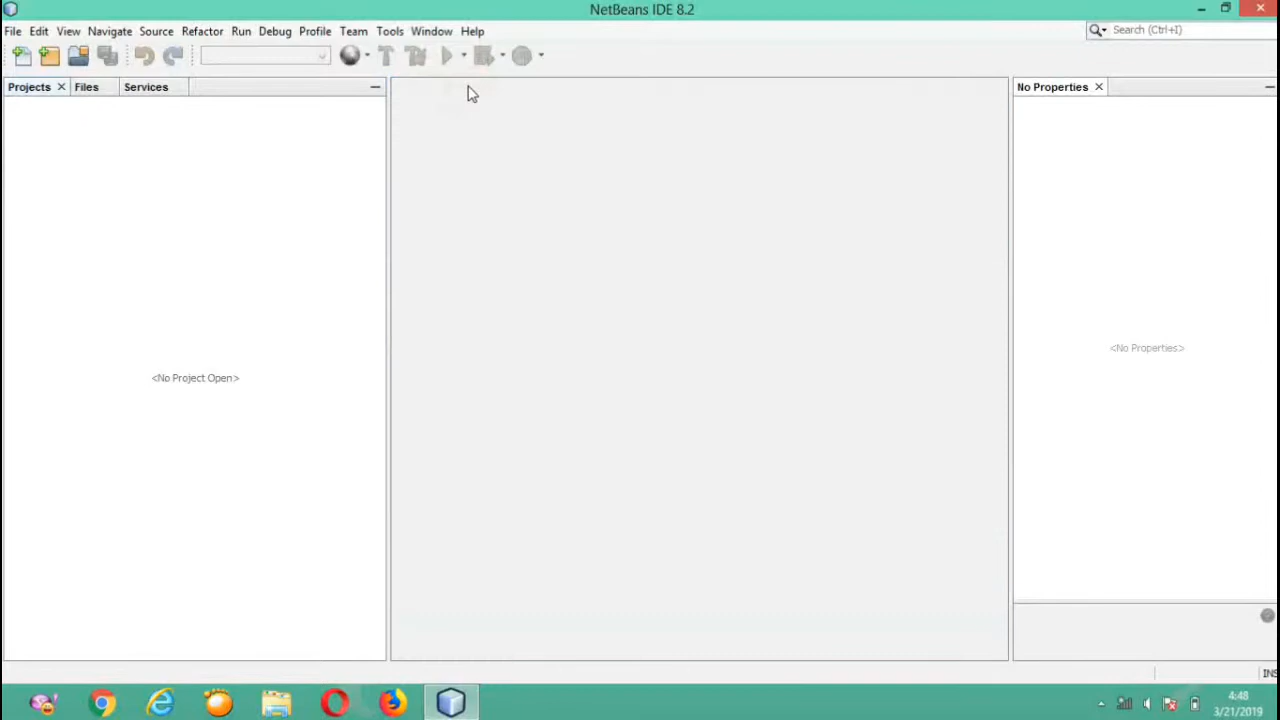 NetBeans IDE 8.2
File Edit View Navigate Source Refactor Run Debug Profile Team Tools Window Help
Search (Ctrl+I)
Projects Files Services
No Properties
<No Project Open>
<No Properties>
INS
4:48
3/21/2019